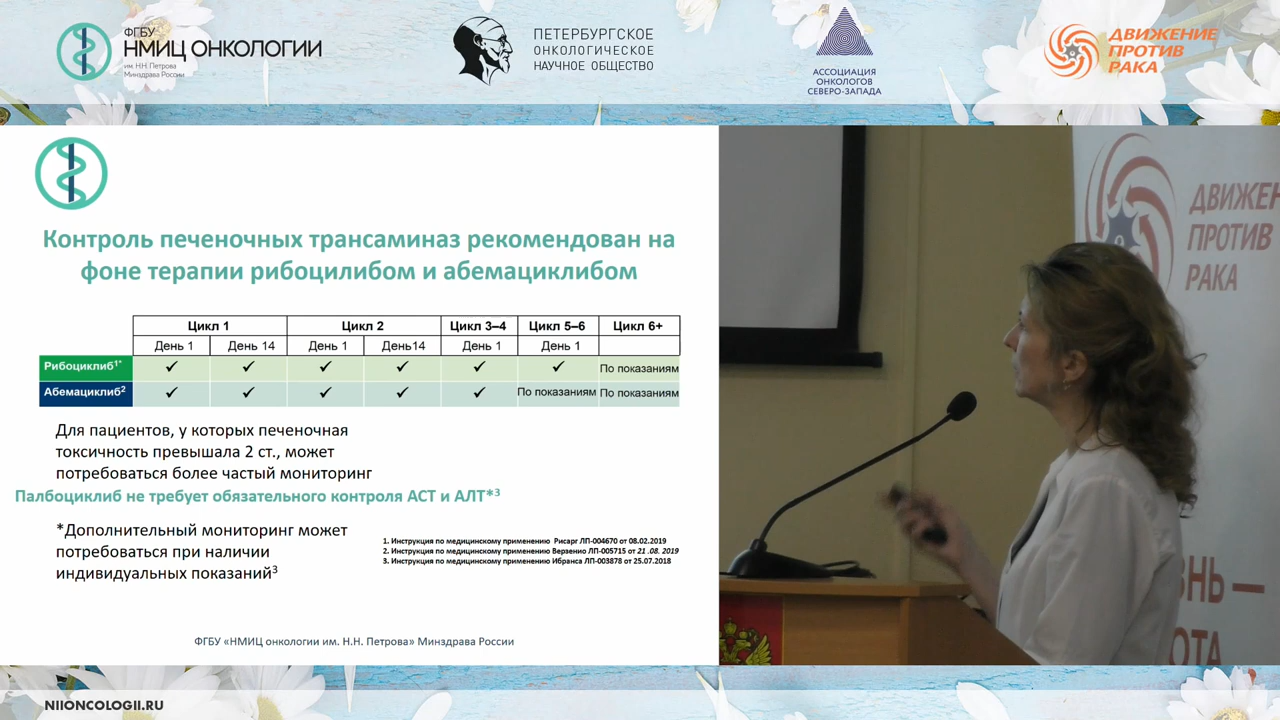 ФГБУ
НМИЦ ОНКОЛОГИИ
им. Н.Н. Петрова
Минздрава России
ПЕТЕРБУРГСКОЕ
ОНКОЛОГИЧЕСКОЕ
НАУЧНОЕ ОБЩЕСТВО
АССОЦИАЦИЯ
ОНКОЛОГОВ
СЕВЕРО-ЗАПАДА
ДВИЖЕНИЕ
ПРОТИВ
РАКА
Контроль печеночных трансаминаз рекомендован на
фоне терапии рибоцилибом и абемациклибом
Цикл 1 Цикл 2 Цикл 3–4 Цикл 5–6 Цикл 6+
День 1 День 14 День 1 День14 День 1 День 1
Рибоциклиб1* ✓ ✓ ✓ ✓ ✓ ✓ По показаниям
Абемациклиб2 ✓ ✓ ✓ ✓ ✓ По показаниям По показаниям
Для пациентов, у которых печеночная
токсичность превышала 2 ст., может
потребоваться более частый мониторинг
Палбоциклиб не требует обязательного контроля АСТ и АЛТ*3
*Дополнительный мониторинг может
потребоваться при наличии
индивидуальных показаний3
1. Инструкция по медицинскому применению Рисарг ЛП-004670 от 08.02.2019
2. Инструкция по медицинскому применению Верзенио ЛП-005715 от 21.08.2019
3. Инструкция по медицинскому применению Ибранса ЛП-003878 от 25.07.2018
ФГБУ «НМИЦ онкологии им. Н.Н. Петрова» Минздрава России
ДВИЖЕН
ПРОТИВ
РАКА
ЗНЬ —
ОТА
NIIONCOLOGII.RU